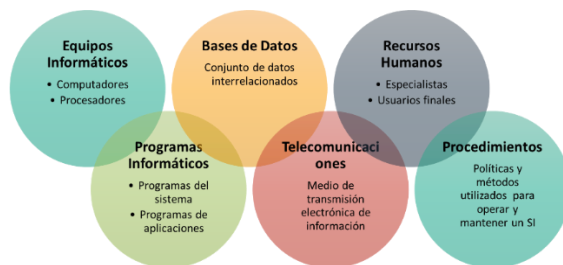 Equipos
Informáticos
• Computadores
• Procesadores
Bases de Datos
Conjunto de datos
interrelacionados
Recursos
Humanos
• Especialistas
• Usuarios finales
Programas
Informáticos
• Programas del
sistema
• Programas de
aplicaciones
Telecomunicaci
ones
Medio de
transmisión
electrónica de
información
Procedimientos
Políticas y
métodos
utilizados para
operar y
mantener un SI